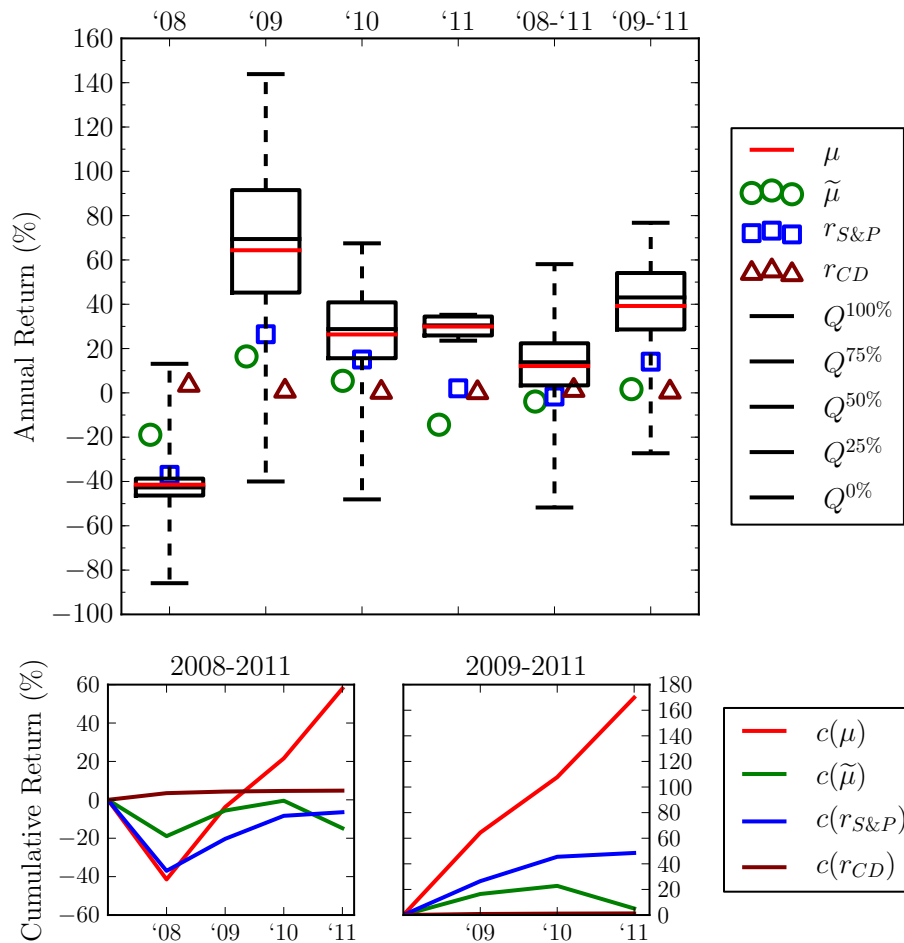 ‘08 ‘09 ‘10 ‘11 ‘08-‘11 ‘09-‘11
160
140
120
100
80
60
40
20
0
−20
−40
−60
−80
−100
Annual Return (%)
μ
μ̃
r_{S&P}
r_{CD}
Q^{100%}
Q^{75%}
Q^{50%}
Q^{25%}
Q^{0%}
2008-2011
60
40
20
0
−20
−40
−60
Cumulative Return (%)
‘08 ‘09 ‘10 ‘11
2009-2011
180
160
140
120
100
80
60
40
20
0
‘09 ‘10 ‘11
c(μ)
c(μ̃)
c(r_{S&P})
c(r_{CD})